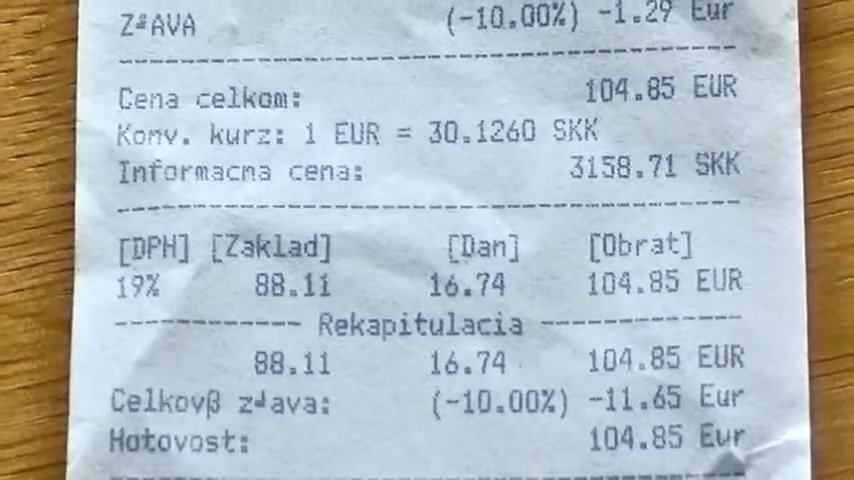 Z╝AVA (-10.00%) -1.29 Eur
Cena celkom: 104.85 EUR
Konv. kurz: 1 EUR = 30.1260 SKK
Informacna cena: 3158.71 SKK
[DPH] [Zaklad] [Dan] [Obrat]
19% 88.11 16.74 104.85 EUR
Rekapitulacia
88.11 16.74 104.85 EUR
Celkovβ z╝ava: (-10.00%) -11.65 Eur
Hotovost: 104.85 Eur